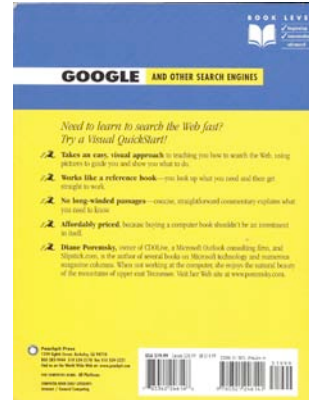 BOOK LEVEL
GOOGLE AND OTHER SEARCH ENGINES
Need to learn to search the Web fast?
Try a Visual QuickStart!
Takes an easy, visual approach to teaching you how to search the Web, using
pictures to guide you and show you what to do.
Works like a reference book—you look up what you need and then get
straight to work.
No long-winded passages—concise, straightforward commentary explains what
you need to know.
Affordably priced, because buying a computer book shouldn't be an investment
in itself.
Diane Poremsky, owner of CDOLive, a Microsoft Outlook consulting firm, and
Slipstick.com, is the author of several books on Microsoft technology and numerous
magazine columns. When not working at the computer, she enjoys the natural beauty
of the mountains of upper east Tennessee. Visit her Web site at www.poremsky.com.
Peachpit Press